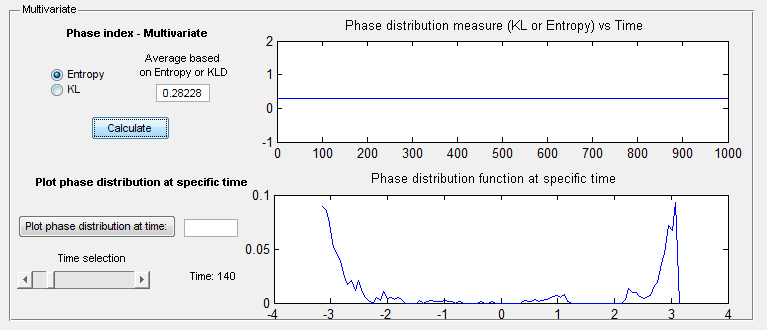 Multivariate
Phase index - Multivariate
Average based
on Entropy or KLD
Entropy
KL
0.28228
Calculate
Phase distribution measure (KL or Entropy) vs Time
2
1
0
-1
0 100 200 300 400 500 600 700 800 900 1000
Plot phase distribution at specific time
Plot phase distribution at time:
Time selection
Time: 140
Phase distribution function at specific time
0.1
0.05
0
-4 -3 -2 -1 0 1 2 3 4